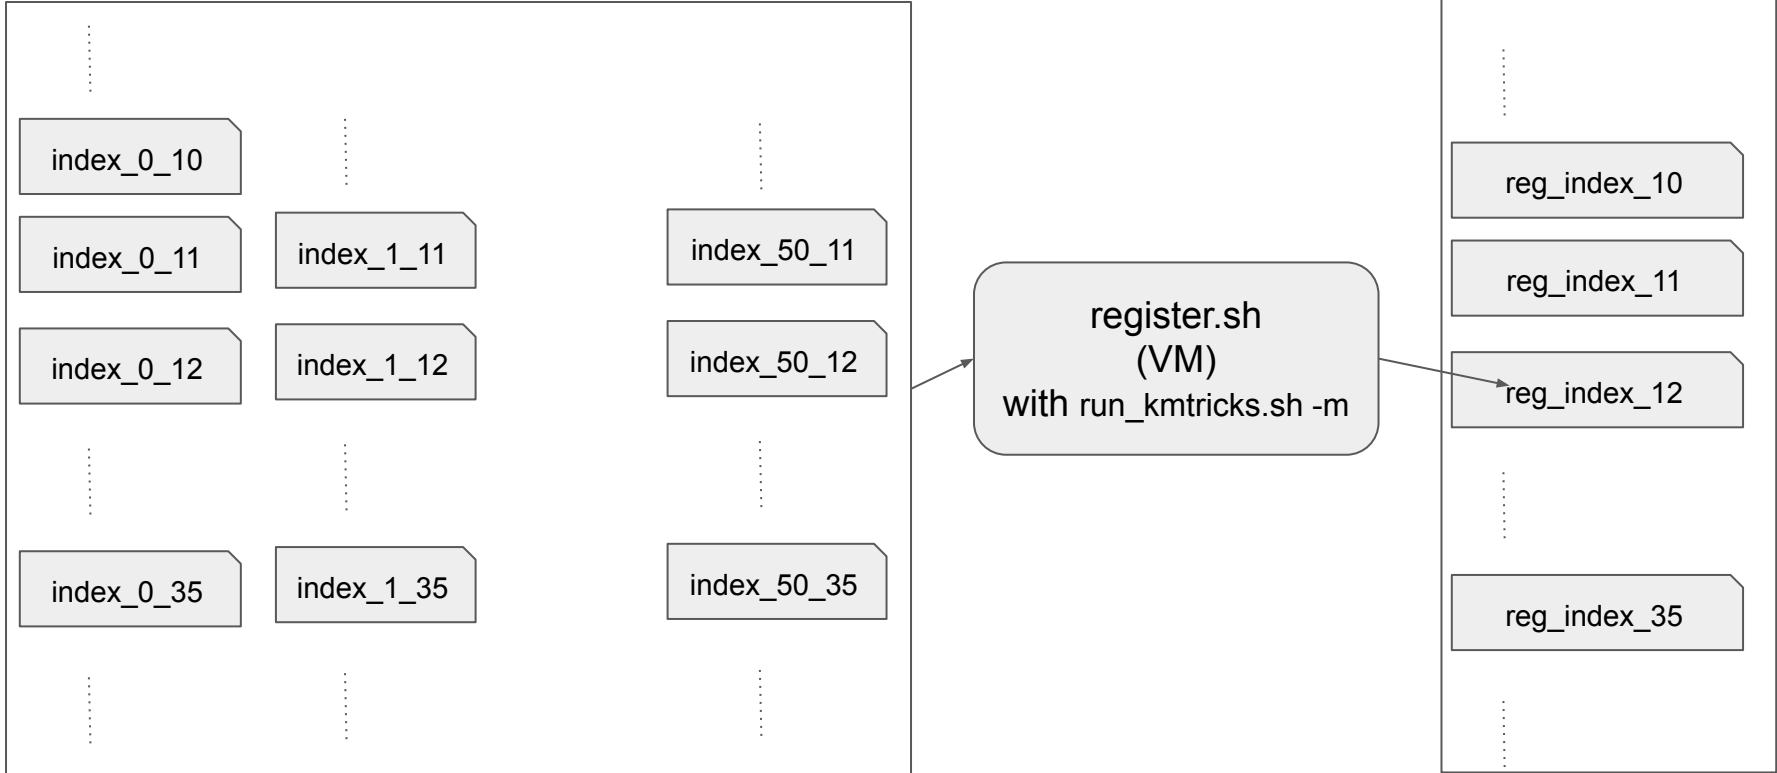 index_0_10
index_0_11
index_0_12
index_0_35
index_1_11
index_1_12
index_1_35
index_50_11
index_50_12
index_50_35
register.sh
(VM)
with run_kmtricks.sh -m
reg_index_10
reg_index_11
reg_index_12
reg_index_35